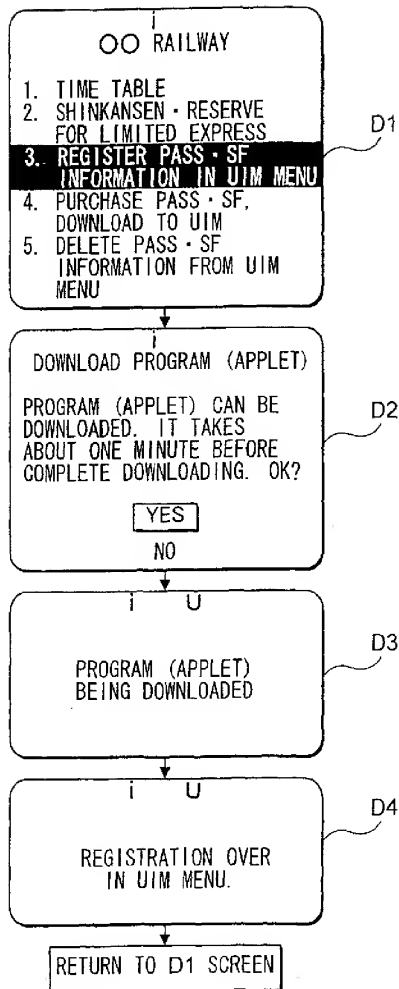 i
OO RAILWAY
1. TIME TABLE
2. SHINKANSEN・RESERVE
FOR LIMITED EXPRESS
3. REGISTER PASS・SF
INFORMATION IN UIM MENU
4. PURCHASE PASS・SF,
DOWNLOAD TO UIM
5. DELETE PASS・SF
INFORMATION FROM UIM
MENU
D1
i
DOWNLOAD PROGRAM (APPLET)
PROGRAM (APPLET) CAN BE
DOWNLOADED. IT TAKES
ABOUT ONE MINUTE BEFORE
COMPLETE DOWNLOADING. OK?
YES
NO
D2
i U
PROGRAM (APPLET)
BEING DOWNLOADED
D3
i U
REGISTRATION OVER
IN UIM MENU.
D4
RETURN TO D1 SCREEN